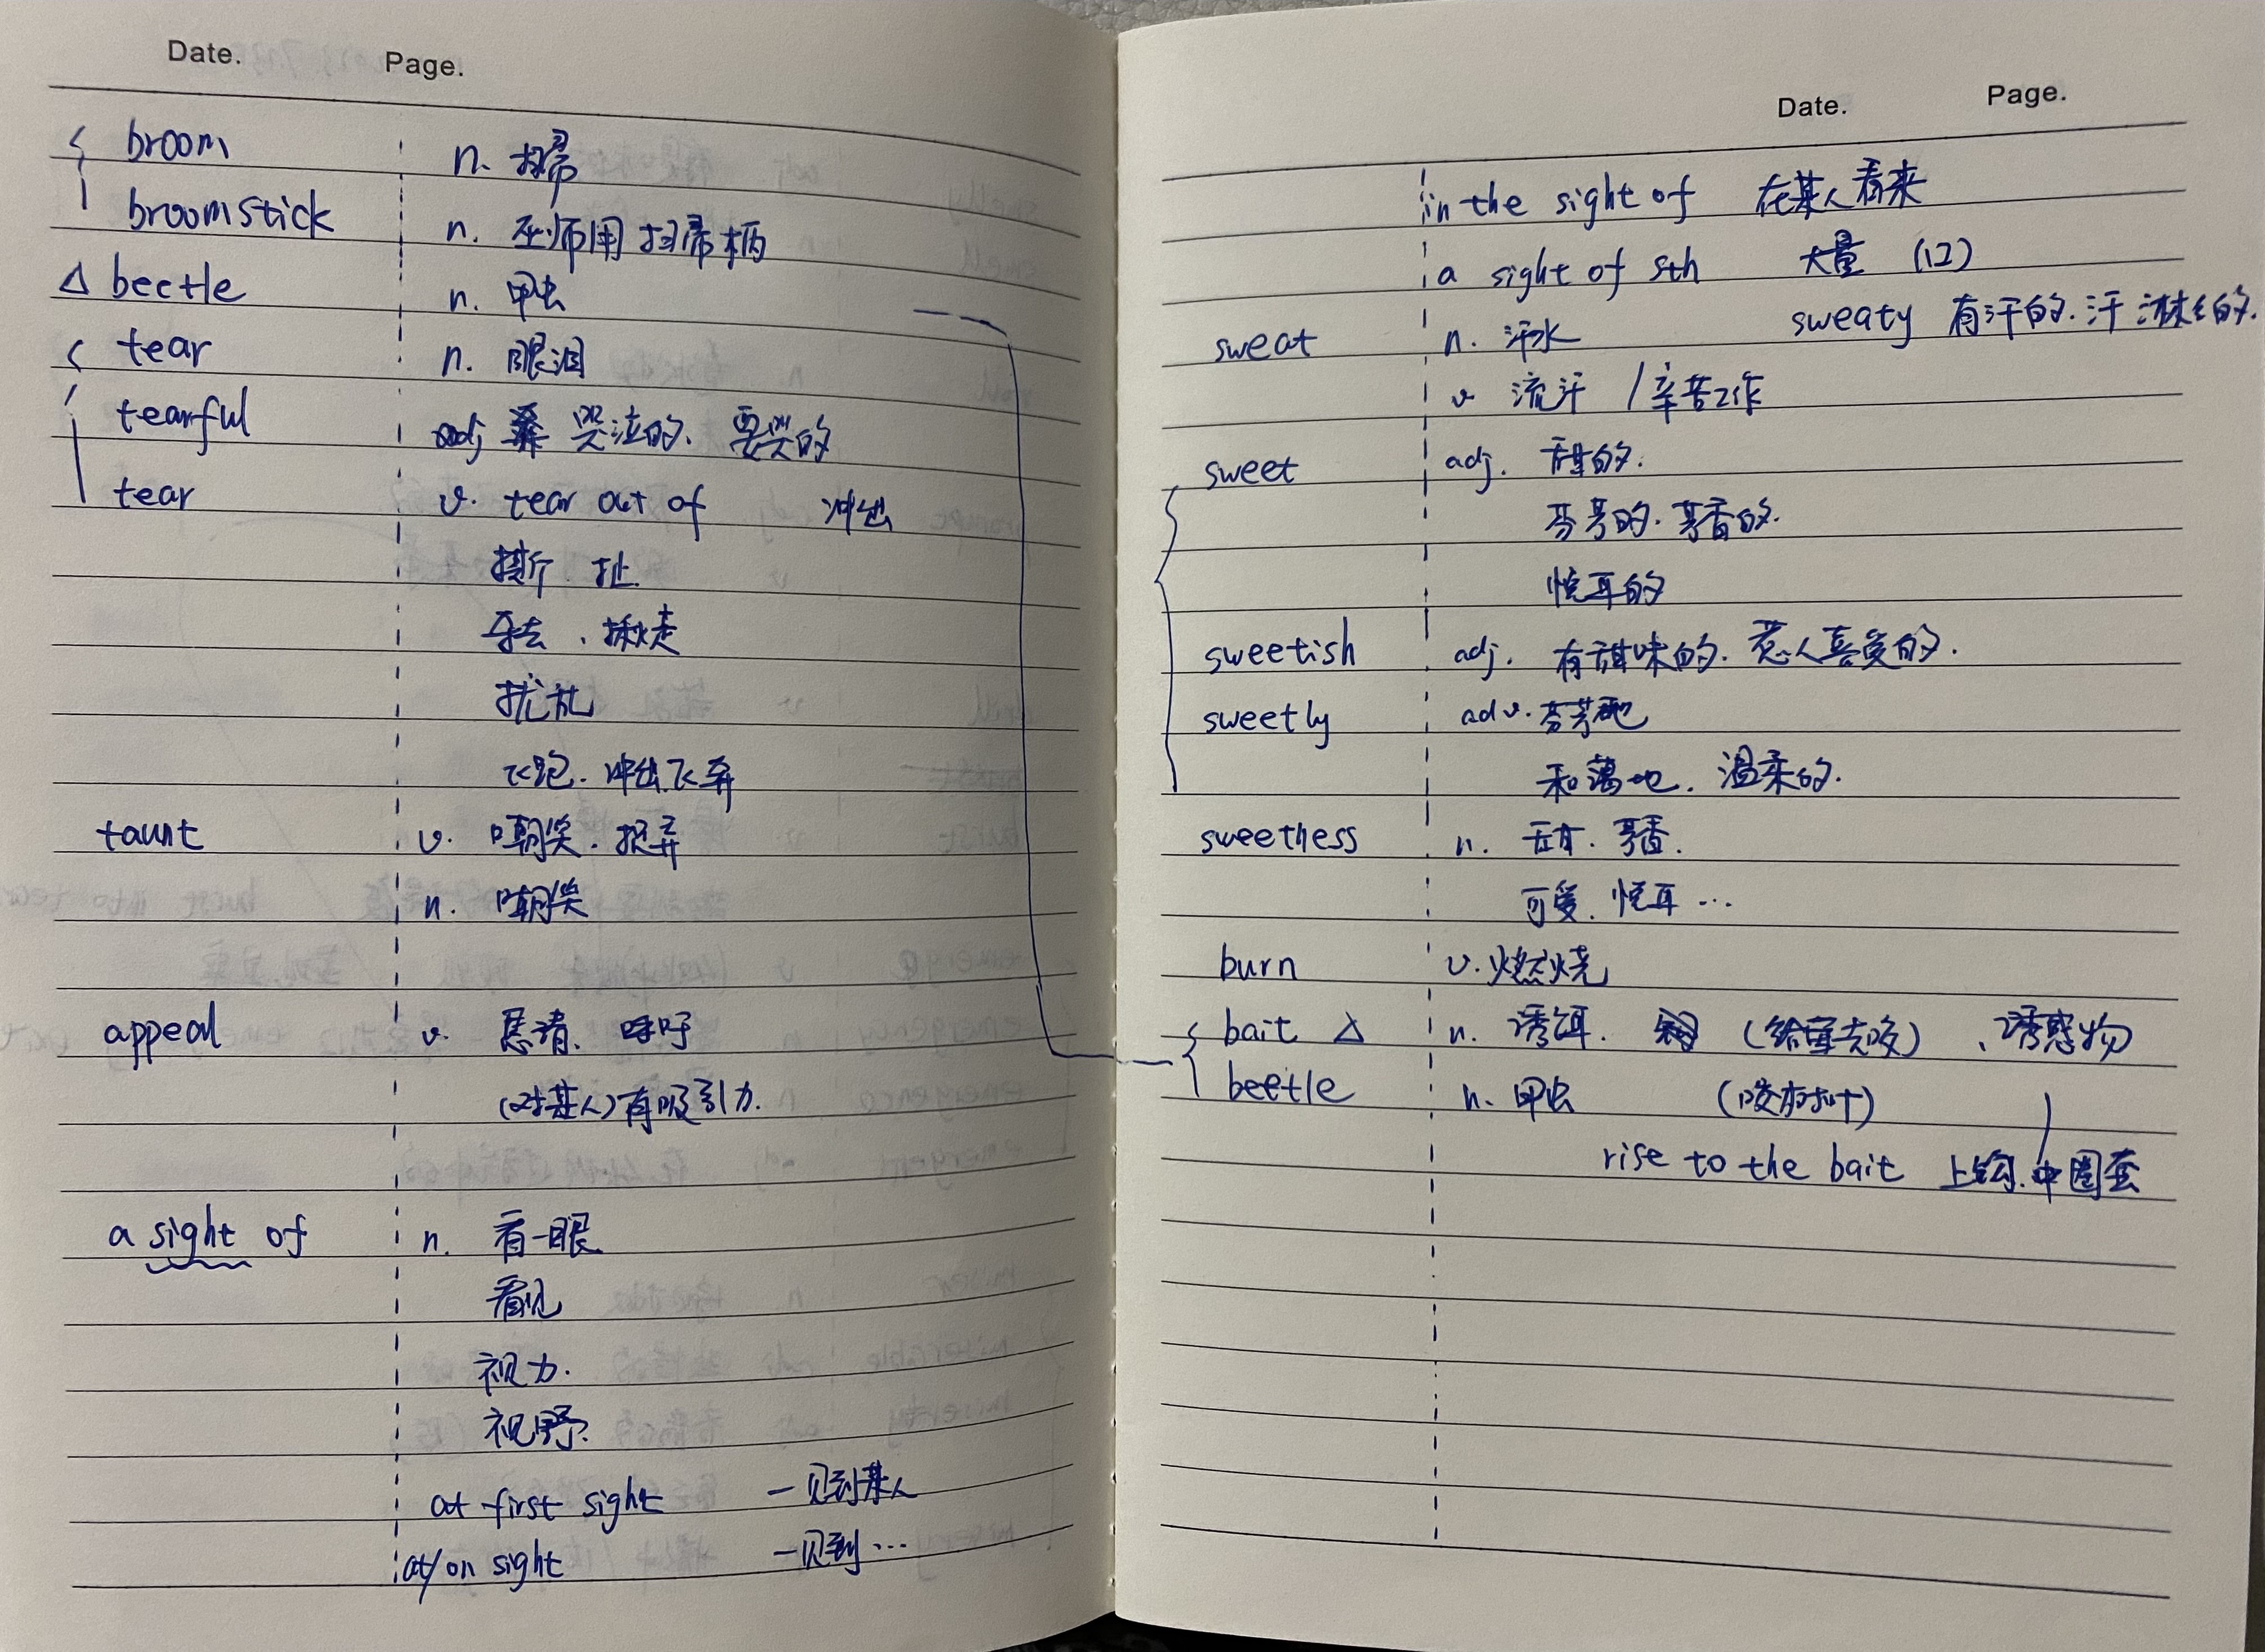 Date. Page.
broom n. 扫帚
broomstick n. 巫师用扫帚柄
△ beetle n. 甲虫
tear n. 眼泪
tearful adj 哭泣的、要哭的
tear v. tear out of 冲出
撕 扯.
夺去、揪走
扰乱
飞跑. 冲出飞奔
taunt v. 嘲笑. 捉弄
n. 嘲笑
appeal v. 恳请、呼吁
(对某人)有吸引力.
a sight of n. 看一眼
看见
视力.
视野.
at first sight 一见到某人
at/on sight 一见到…
Date. Page.
in the sight of 在某人看来
a sight of sth 大量 (口)
sweat n. 汗水 sweaty 有汗的. 汗淋淋的.
v 流汗 / 辛苦工作
sweet adj. 甜的.
芬芳的. 芳香的.
悦耳的
sweetish adj. 有甜味的. 惹人喜爱的.
sweetly adv. 芬芳地
和蔼地. 温柔的.
sweetness n. 甜. 芳香.
可爱. 悦耳…
burn v. 燃烧
bait △ n. 诱饵. (给鱼去咬)、诱惑物
beetle n. 甲虫 (咬树叶)
rise to the bait 上钩. 中圈套